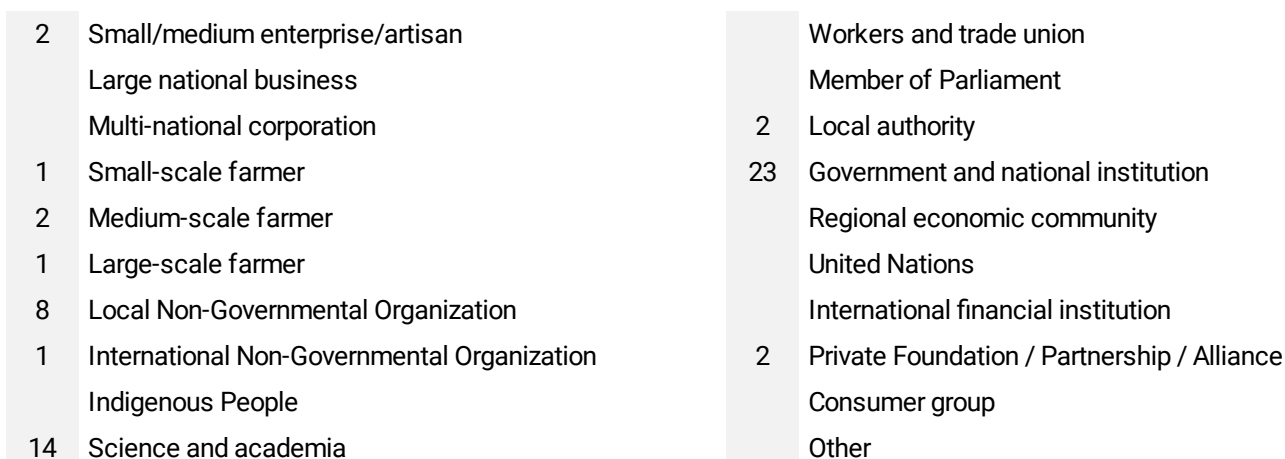 2 Small/medium enterprise/artisan
Large national business
Multi-national corporation
1 Small-scale farmer
2 Medium-scale farmer
1 Large-scale farmer
8 Local Non-Governmental Organization
1 International Non-Governmental Organization
Indigenous People
14 Science and academia
Workers and trade union
Member of Parliament
2 Local authority
23 Government and national institution
Regional economic community
United Nations
International financial institution
2 Private Foundation / Partnership / Alliance
Consumer group
Other